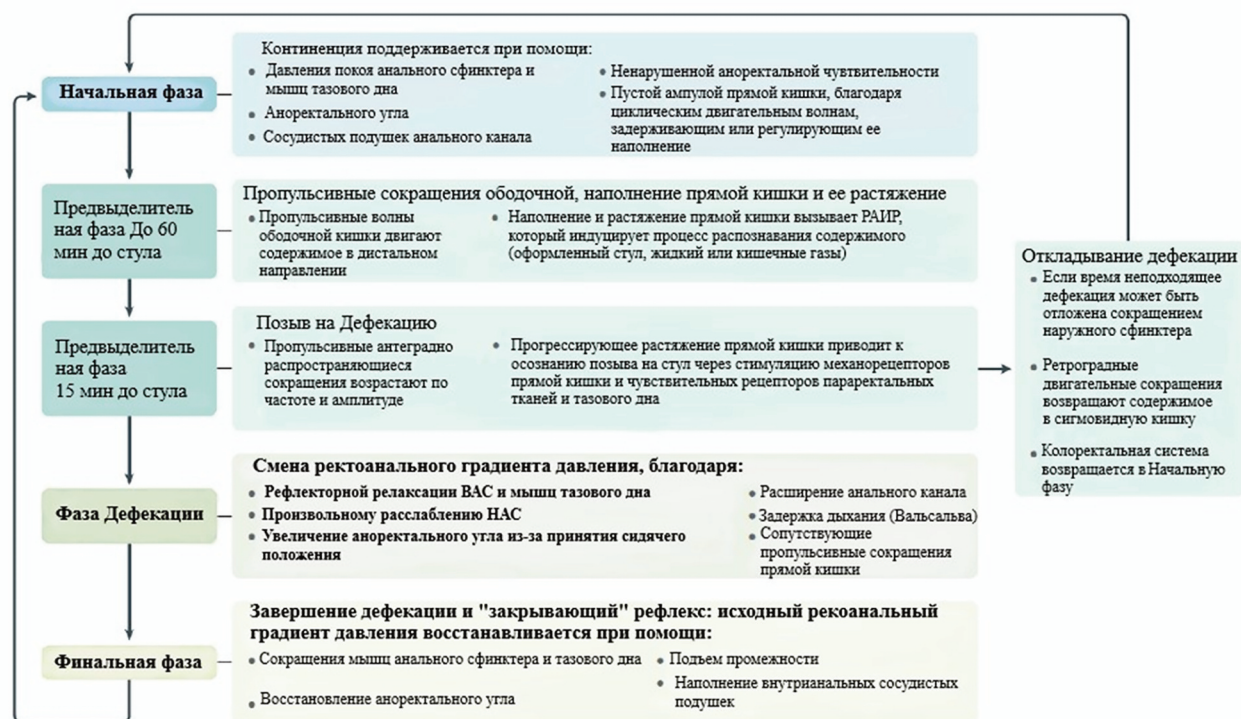 Начальная фаза
Континенция поддерживается при помощи:
Давления покоя анального сфинктера и
мышц тазового дна
Аноректального угла
Сосудистых подушек анального канала
Ненарушенной аноректальной чувтвительности
Пустой ампулой прямой кишки, благодаря
циклическим двигательным волнам,
задерживающим или регулирующим ее
наполнение
Предвыделитель
ная фаза До 60
мин до стула
Пропульсивные сокращения ободочной, наполнение прямой кишки и ее растяжение
Пропульсивные волны
ободочной кишки двигают
содержимое в дистальном
направлении
Наполнение и растяжение прямой кишки вызывает РАИР,
который индуцирует процесс распознавания содержимого
(оформленный стул, жидкий или кишечные газы)
Предвыделитель
ная фаза
15 мин до стула
Позыв на Дефекацию
Пропульсивные антеградно
распространяющиеся
сокращения возрастают по
частоте и амплитуде
Прогрессирующее растяжение прямой кишки приводит к
осознанию позыва на стул через стимуляцию механорецепторов
прямой кишки и чувствительных рецепторов параректальных
тканей и тазового дна
Откладывание дефекации
Если время неподходящее
дефекация может быть
отложена сокращением
наружного сфинктера
Ретроградные
двигательные сокращения
возвращают содержимое
в сигмовидную кишку
Колоректальная система
возвращается в Начальную
фазу
Фаза Дефекации
Смена ректоанального градиента давления, благодаря:
Рефлекторной релаксации ВАС и мышц тазового дна
Произвольному расслаблению НАС
Увеличение аноректального угла из-за принятия сидячего
положения
Расширение анального канала
Задержка дыхания (Вальсальва)
Сопутствующие
пропульсивные сокращения
прямой кишки
Финальная фаза
Завершение дефекации и "закрывающий" рефлекс: исходный рекоанальный
градиент давления восстанавливается при помощи:
Сокращения мышц анального сфинктера и тазового дна
Восстановление аноректального угла
Подъем промежности
Наполнение внутрианальных сосудистых
подушек